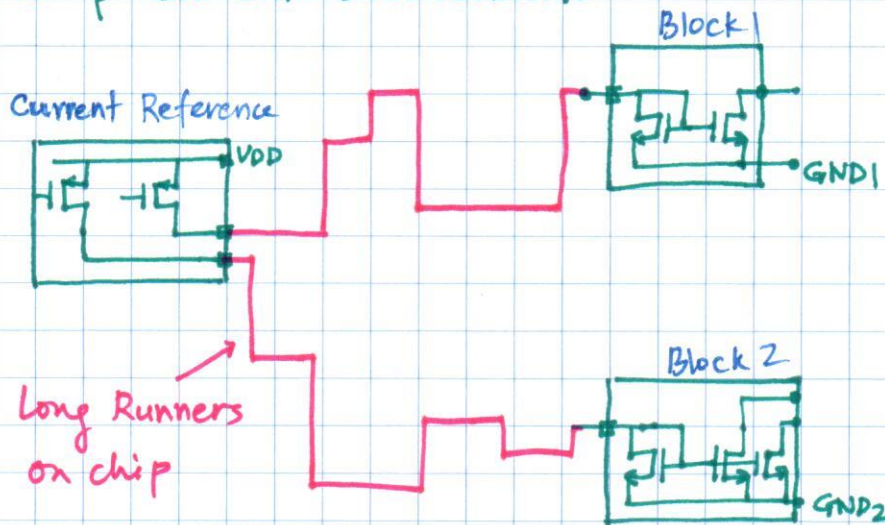 Block 1
Current Reference
VDD
GND1
Long Runners
on chip
Block 2
GND2